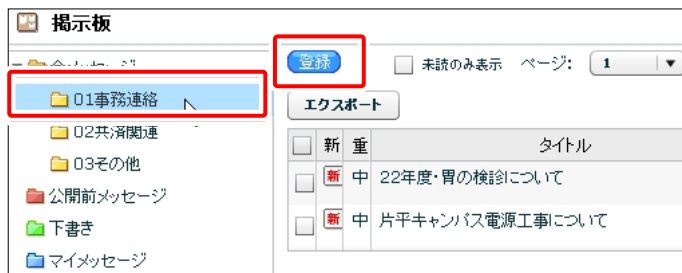 掲示板
01事務連絡
02共済関連
03その他
公開前メッセージ
下書き
マイメッセージ
登録
未読のみ表示 ページ: 1
エクスポート
新 重 タイトル
新 中 22年度・胃の検診について
新 中 片平キャンパス電源工事について